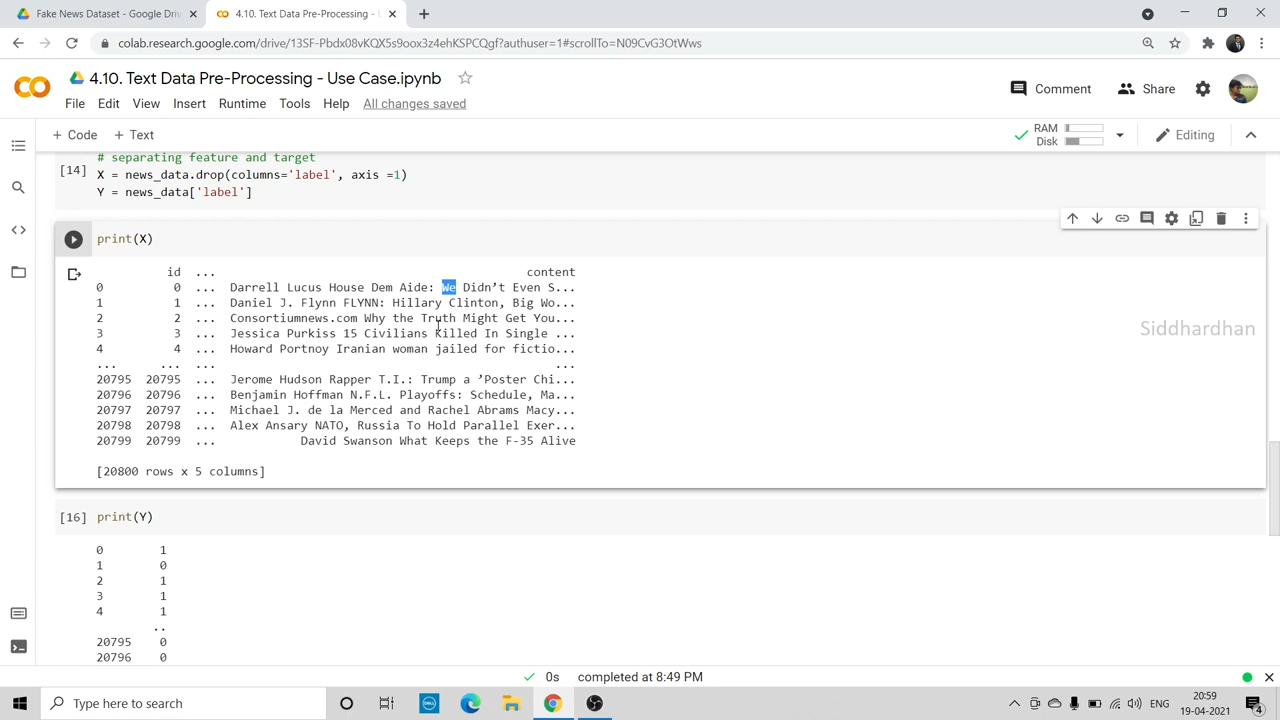 Fake News Dataset - Google Driv
4.10. Text Data Pre-Processing -
colab.research.google.com/drive/13SF-Pbdx08vKQX5s9oox3z4ehKSPCQgf?authuser=1#scrollTo=N09CvG3OtWws
4.10. Text Data Pre-Processing - Use Case.ipynb
Comment
Share
File Edit View Insert Runtime Tools Help All changes saved
+ Code + Text
RAM
Disk
Editing
# separating feature and target
[14] X = news_data.drop(columns='label', axis =1)
Y = news_data['label']
print(X)
id ... content
0 0 ... Darrell Lucus House Dem Aide: We Didn’t Even S...
1 1 ... Daniel J. Flynn FLYNN: Hillary Clinton, Big Wo...
2 2 ... Consortiumnews.com Why the Truth Might Get You...
3 3 ... Jessica Purkiss 15 Civilians Killed In Single ...
4 4 ... Howard Portnoy Iranian woman jailed for fictio...
... ... ... ...
20795 20795 ... Jerome Hudson Rapper T.I.: Trump a ’Poster Chi...
20796 20796 ... Benjamin Hoffman N.F.L. Playoffs: Schedule, Ma...
20797 20797 ... Michael J. de la Merced and Rachel Abrams Macy...
20798 20798 ... Alex Ansary NATO, Russia To Hold Parallel Exer...
20799 20799 ... David Swanson What Keeps the F-35 Alive
[20800 rows x 5 columns]
Siddhardhan
[16] print(Y)
0 1
1 0
2 1
3 1
4 1
..
20795 0
20796 0
0s completed at 8:49 PM
Type here to search
DELL
ENG
20:59
19-04-2021
4